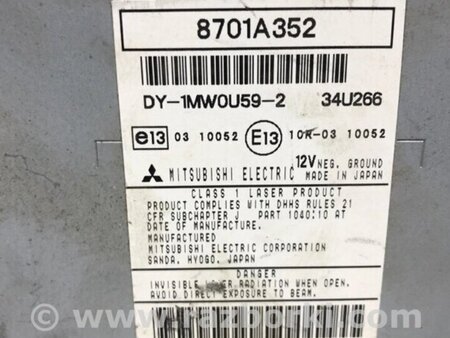 8701A352
DY-1MW0U59-2 34U266
e13 03 10052 E13 10R-03 10052
12V NEG. GROUND
MITSUBISHI ELECTRIC MADE IN JAPAN
CLASS 1 LASER PRODUCT
PRODUCT COMPLIES WITH DHHS RULES 21
CFR SUBCHAPTER J PART 1040:10 AT
DATE OF MANUFACTURE.
MANUFACTURED
MITSUBISHI ELECTRIC CORPORATION
SANDA, HYOGO, JAPAN
DANGER
INVISIBLE LASER RADIATION WHEN OPEN.
AVOID DIRECT EXPOSURE TO BEAM.
www.razborki.com